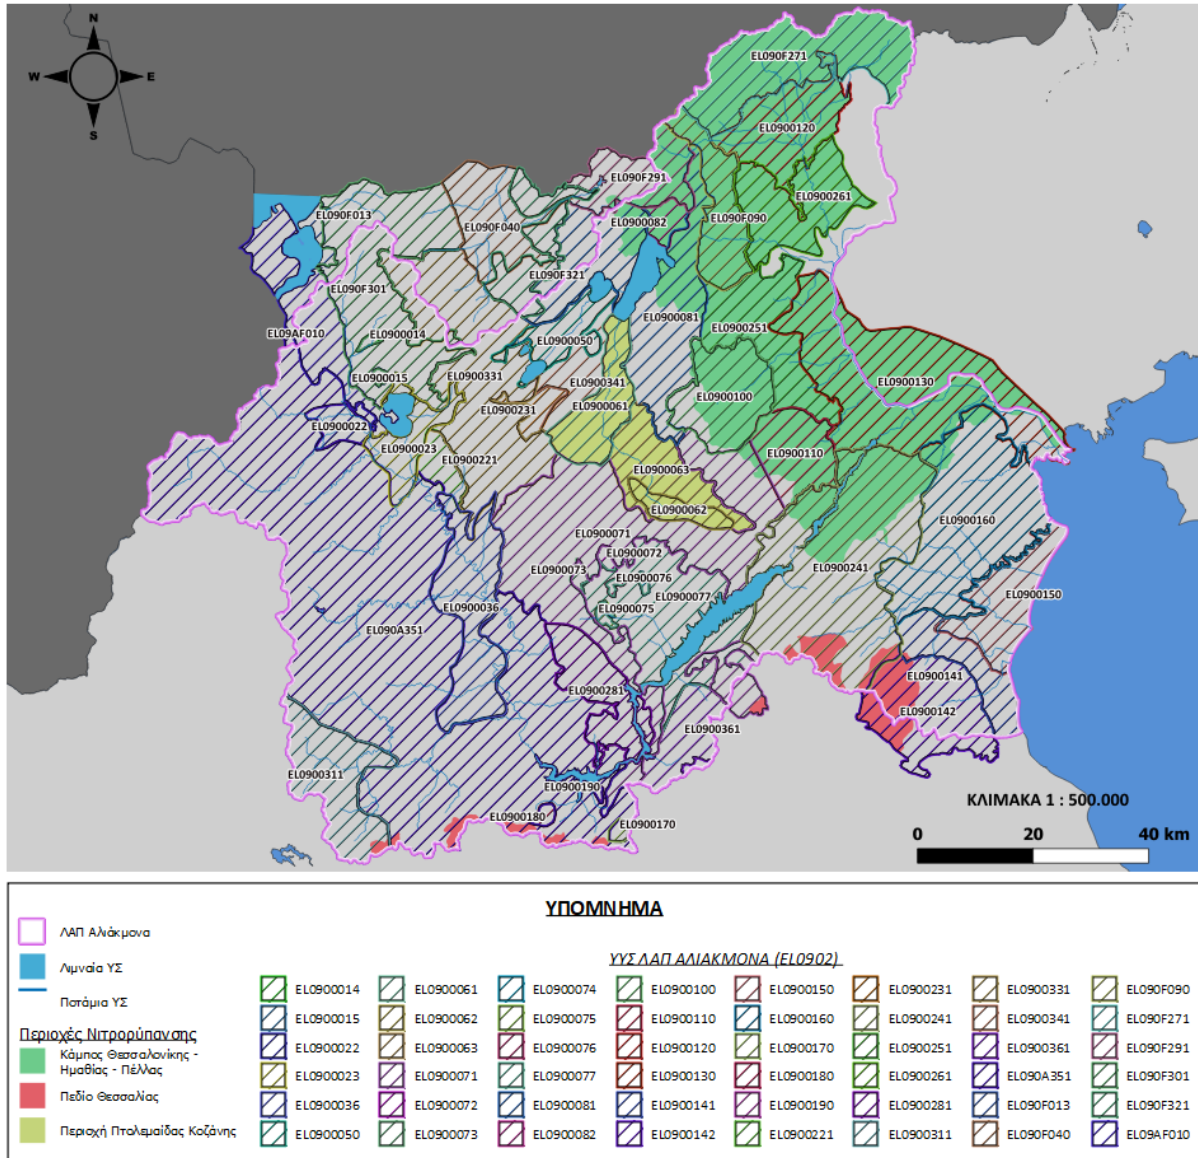 N
W E
S
EL090F271
EL0900120
EL090F291
EL0900261
EL090F013
EL0900082
EL090F090
EL090F040
EL090F321
EL090F301
EL0900081
EL0900251
EL09AF010
EL0900014
EL0900050
EL0900015
EL0900331
EL0900341
EL0900130
EL0900100
EL0900061
EL0900231
EL0900022
EL0900023
EL0900110
EL0900221
EL0900063
EL0900062
EL0900160
EL0900071
EL0900072
EL0900073
EL0900076
EL0900241
EL0900077
EL0900150
EL0900036
EL0900075
EL090A351
EL0900141
EL0900281
EL0900142
EL0900361
EL0900311
EL0900190
ΚΛΙΜΑΚΑ 1 : 500.000
EL0900180
EL0900170
0 20 40 km
ΥΠΟΜΝΗΜΑ
ΛΑΠ Αλιάκμονα
Λιμναία ΥΣ
Ποτάμια ΥΣ
Περιοχές Νιτρορύπανσης
Κάμπος Θεσσαλονίκης -
Ημαθίας - Πέλλας
Πεδίο Θεσσαλίας
Περιοχή Πτολεμαίδας Κοζάνης
ΥΥΣ ΛΑΠ ΑΛΙΑΚΜΟΝΑ (EL0902)
EL0900014 EL0900061 EL0900074 EL0900100 EL0900150 EL0900231 EL0900331 EL090F090
EL0900015 EL0900062 EL0900075 EL0900110 EL0900160 EL0900241 EL0900341 EL090F271
EL0900022 EL0900063 EL0900076 EL0900120 EL0900170 EL0900251 EL0900361 EL090F291
EL0900023 EL0900071 EL0900077 EL0900130 EL0900180 EL0900261 EL090A351 EL090F301
EL0900036 EL0900072 EL0900081 EL0900141 EL0900190 EL0900281 EL090F013 EL090F321
EL0900050 EL0900073 EL0900082 EL0900142 EL0900221 EL0900311 EL090F040 EL09AF010